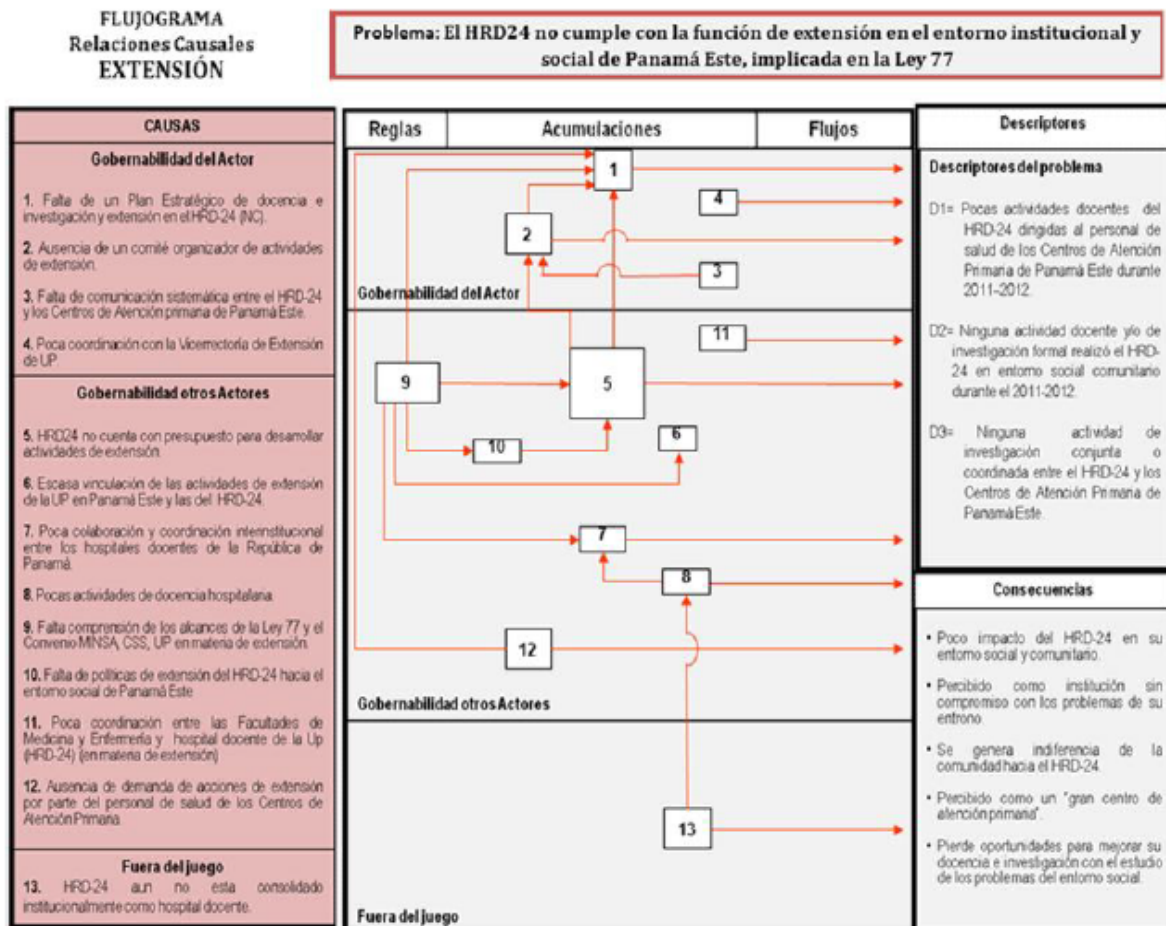 FLUJOGRAMA
Relaciones Causales
EXTENSIÓN
Problema: El HRD24 no cumple con la función de extensión en el entorno institucional y
social de Panamá Este, implicada en la Ley 77
CAUSAS
Gobernabilidad del Actor
1. Falta de un Plan Estratégico de docencia e
investigación y extensión en el HRD-24 (NC).
2. Ausencia de un comité organizador de actividades
de extensión.
3. Falta de comunicación sistemática entre el HRD-24
y los Centros de Atención primaria de Panamá Este.
4. Poca coordinación con la Vicerrectoría de Extensión
de UP.
Gobernabilidad otros Actores
5. HRD24 no cuenta con presupuesto para desarrollar
actividades de extensión.
6. Escasa vinculación de las actividades de extensión
de la UP en Panamá Este y las del HRD-24.
7. Poca colaboración y coordinación interinstitucional
entre los hospitales docentes de la República de
Panamá.
8. Pocas actividades de docencia hospitalaria.
9. Falta comprensión de los alcances de la Ley 77 y el
Convenio MINSA, CSS, UP en materia de extensión.
10. Falta de políticas de extensión del HRD-24 hacia el
entorno social de Panamá Este
11. Poca coordinación entre las Facultades de
Medicina y Enfermería y hospital docente de la Up
(HRD-24) (en materia de extensión)
12. Ausencia de demanda de acciones de extensión
por parte del personal de salud de los Centros de
Atención Primaria.
Fuera del juego
13. HRD-24 aun no esta consolidado
institucionalmente como hospital docente.
Reglas
Acumulaciones
Flujos
1
4
2
3
Gobernabilidad del Actor
11
9
5
6
10
7
8
12
Gobernabilidad otros Actores
13
Fuera del juego
Descriptores
Descriptores del problema
D1= Pocas actividades docentes del
HRD-24 dirigidas al personal de
salud de los Centros de Atención
Primaria de Panamá Este durante
2011-2012.
D2= Ninguna actividad docente y/o de
investigación formal realizó el HRD-
24 en entorno social comunitario
durante el 2011-2012.
D3= Ninguna actividad de
investigación conjunta o
coordinada entre el HRD-24 y los
Centros de Atención Primaria de
Panamá Este.
Consecuencias
• Poco impacto del HRD-24 en su
entorno social y comunitario.
• Percibido como institución sin
compromiso con los problemas de su
entrono.
• Se genera indiferencia de la
comunidad hacia el HRD-24.
• Percibido como un "gran centro de
atención primaria".
• Pierde oportunidades para mejorar su
docencia e investigación con el estudio
de los problemas del entorno social.